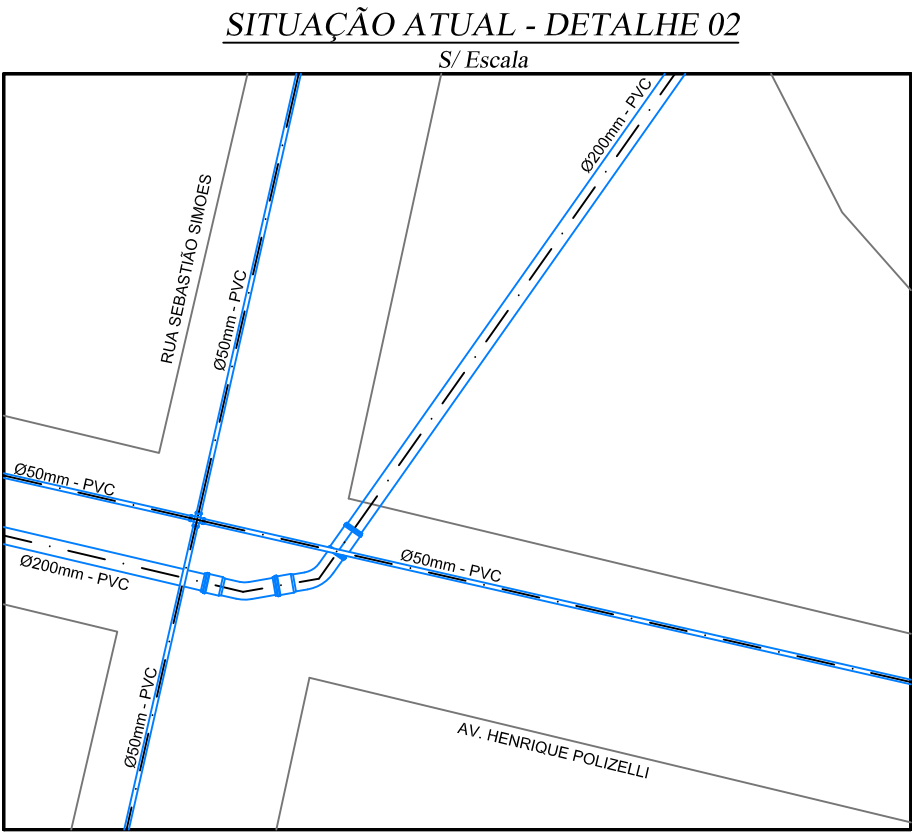 SITUAÇÃO ATUAL - DETALHE 02
S/ Escala
Ø200mm - PVC
RUA SEBASTIÃO SIMOES
Ø50mm - PVC
Ø50mm - PVC
Ø50mm - PVC
Ø200mm - PVC
Ø50mm - PVC
AV. HENRIQUE POLIZELLI